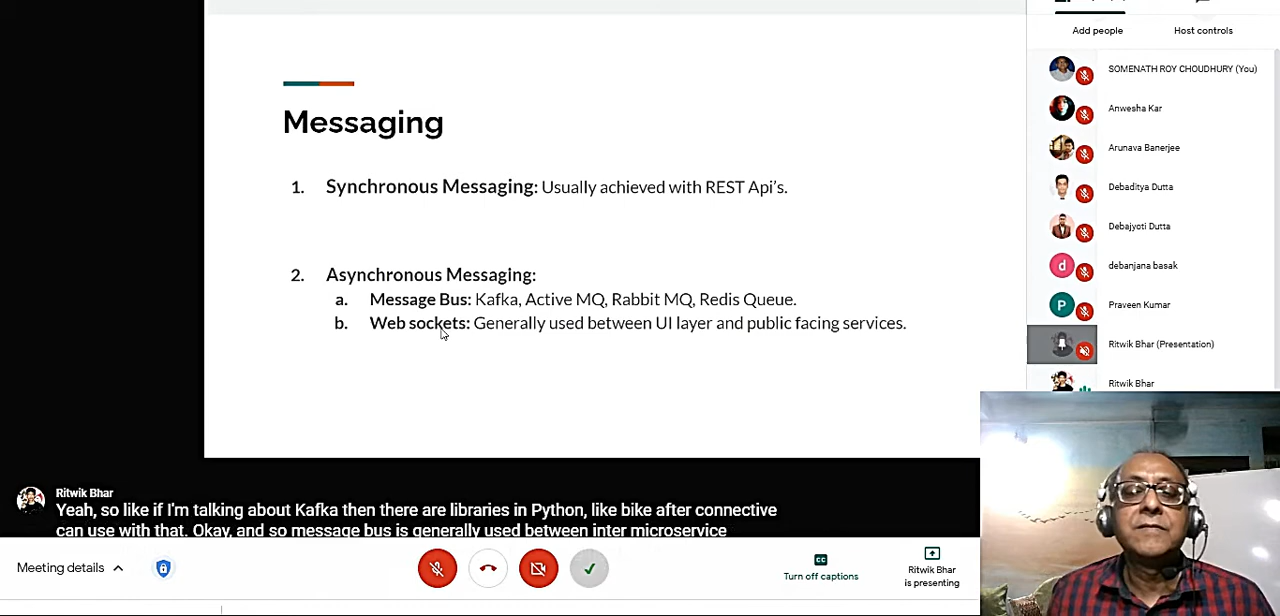 Messaging
1. Synchronous Messaging: Usually achieved with REST Api's.
2. Asynchronous Messaging:
a. Message Bus: Kafka, Active MQ, Rabbit MQ, Redis Queue.
b. Web sockets: Generally used between UI layer and public facing services.
Add people
Host controls
SOMENATH ROY CHOUDHURY (You)
Anwesha Kar
Arunava Banerjee
Debaditya Dutta
Debajyoti Dutta
d
debanjana basak
P
Praveen Kumar
Ritwik Bhar (Presentation)
Ritwik Bhar
Ritwik Bhar
Yeah, so like if I'm talking about Kafka then there are libraries in Python, like bike after connective
can use with that. Okay, and so message bus is generally used between inter microservice
Meeting details
CC
Turn off captions
Ritwik Bhar
is presenting